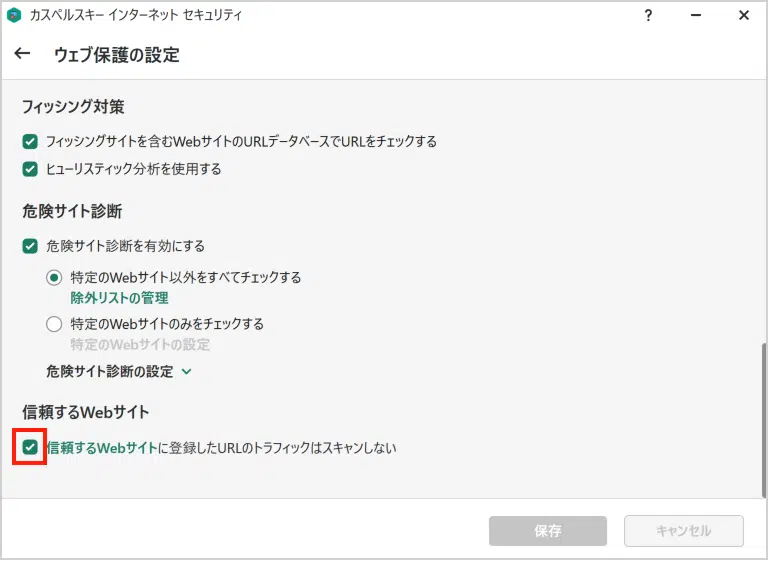 カスペルスキー インターネット セキュリティ
?
ウェブ保護の設定
フィッシング対策
フィッシングサイトを含むWebサイトのURLデータベースでURLをチェックする
ヒューリスティック分析を使用する
危険サイト診断
危険サイト診断を有効にする
特定のWebサイト以外をすべてチェックする
除外リストの管理
特定のWebサイトのみをチェックする
特定のWebサイトの設定
危険サイト診断の設定
信頼するWebサイト
信頼するWebサイトに登録したURLのトラフィックはスキャンしない
保存 キャンセル